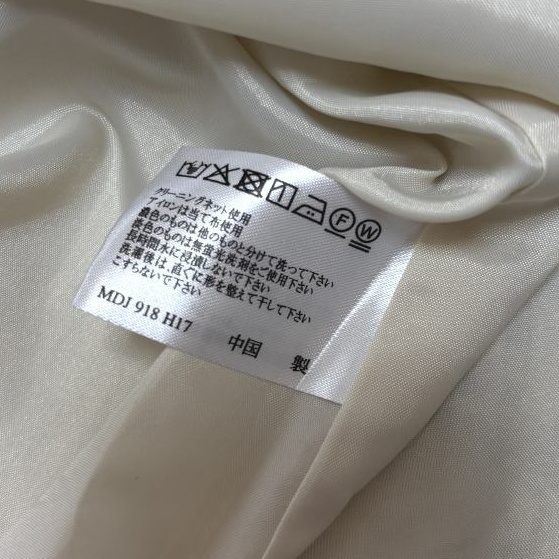 クリーニングネット使用
アイロンは当て布使用
濃色のものは他のものと分けて洗って下さい
淡色のものは無蛍光洗剤をご使用下さい
長時間水に浸漬しないで下さい
洗濯後は、直ぐに形を整えて干して下さい
こすらないで下さい
MDJ 918 H17
中国 製